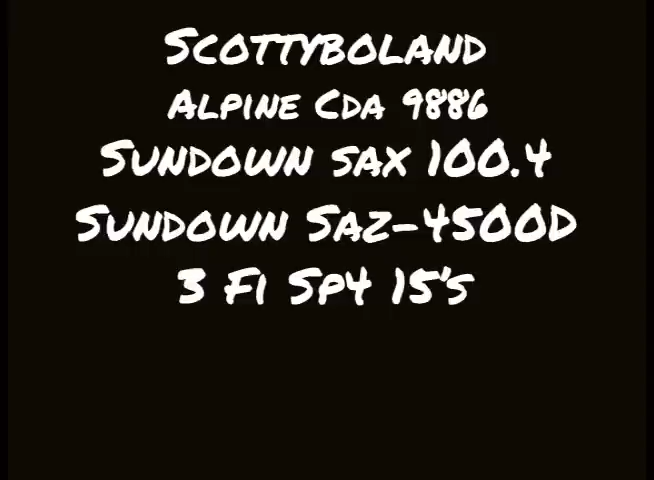 Scottyboland
Alpine Cda 9886
Sundown sax 100.4
Sundown Saz-4500D
3 Fi Sp4 15's